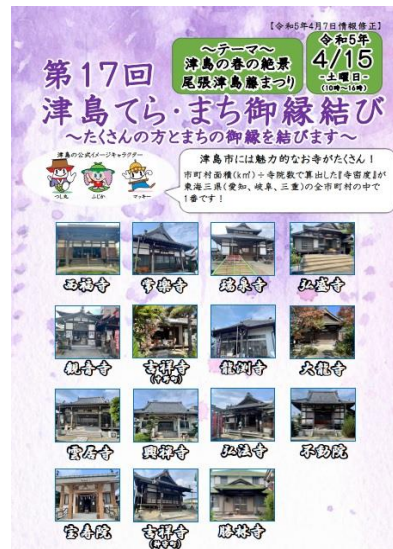 【令和5年4月7日情報修正】
～テーマ～
津島の春の絶景
尾張津島藤まつり
令和5年
4/15
-土曜日-
(10時～16時)
第17回
津島てら・まち御縁結び
～たくさんの方とまちの御縁を結びます～
津島の公式イメージキャラクター
つし丸
ふじか
マッキー
津島市には魅力的なお寺がたくさん！
市町村面積(㎢)÷寺院数で算出した『寺密度』が
東海三県(愛知、岐阜、三重)の全市町村の中で
1番です！
西福寺
常楽寺
瑞泉寺
弘浄寺
観音寺
吉祥寺
龍渕寺
大龍寺
雲居寺
興禅寺
弘法寺
不動院
宝寿院
吉祥寺
(神守町)
勝林寺